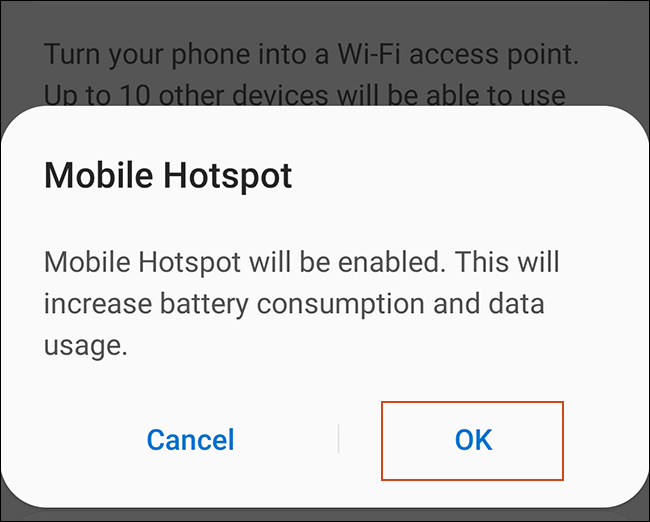 Turn your phone into a Wi-Fi access point.
Up to 10 other devices will be able to use
Mobile Hotspot
Mobile Hotspot will be enabled. This will
increase battery consumption and data
usage.
Cancel
OK